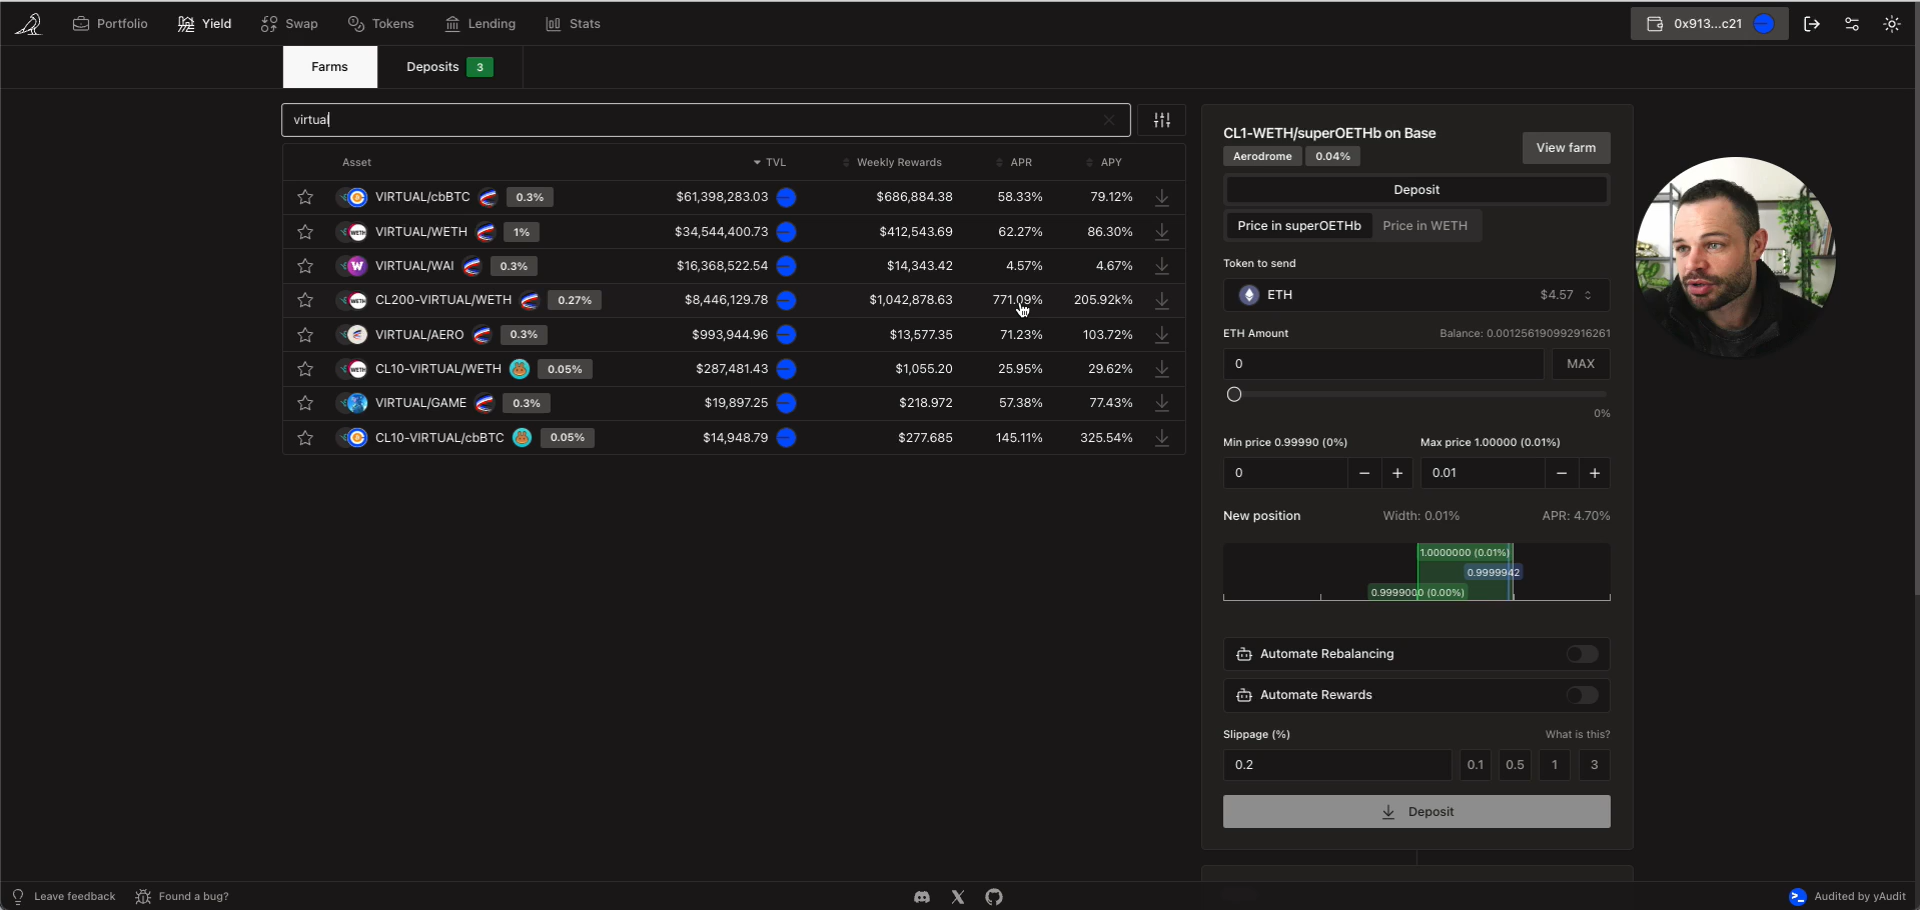 Portfolio Yield Swap Tokens Lending Stats 0x913...c21
Farms Deposits 3
virtual
Asset TVL Weekly Rewards APR APY
VIRTUAL/cbBTC 0.3% $61,398,283.03 $686,884.38 58.33% 79.12%
VIRTUAL/WETH 1% $34,544,400.73 $412,543.69 62.27% 86.30%
VIRTUAL/WAI 0.3% $16,368,522.54 $14,343.42 4.57% 4.67%
CL200-VIRTUAL/WETH 0.27% $8,446,129.78 $1,042,878.63 771.09% 205.92k%
VIRTUAL/AERO 0.3% $993,944.96 $13,577.35 71.23% 103.72%
CL10-VIRTUAL/WETH 0.05% $287,481.43 $1,055.20 25.95% 29.62%
VIRTUAL/GAME 0.3% $19,897.25 $218.972 57.38% 77.43%
CL10-VIRTUAL/cbBTC 0.05% $14,948.79 $277.685 145.11% 325.54%
CL1-WETH/superOETHb on Base
Aerodrome 0.04%
View farm
Deposit
Price in superOETHb Price in WETH
Token to send
ETH $4.57
ETH Amount Balance: 0.001256190992916261
0 MAX
0%
Min price 0.99990 (0%) Max price 1.00000 (0.01%)
0 − + 0.01 − +
New position Width: 0.01% APR: 4.70%
1.0000000 (0.01%)
0.9999942
0.9999000 (0.00%)
Automate Rebalancing
Automate Rewards
Slippage (%) What is this?
0.2 0.1 0.5 1 3
Deposit
Leave feedback Found a bug? Audited by yAudit